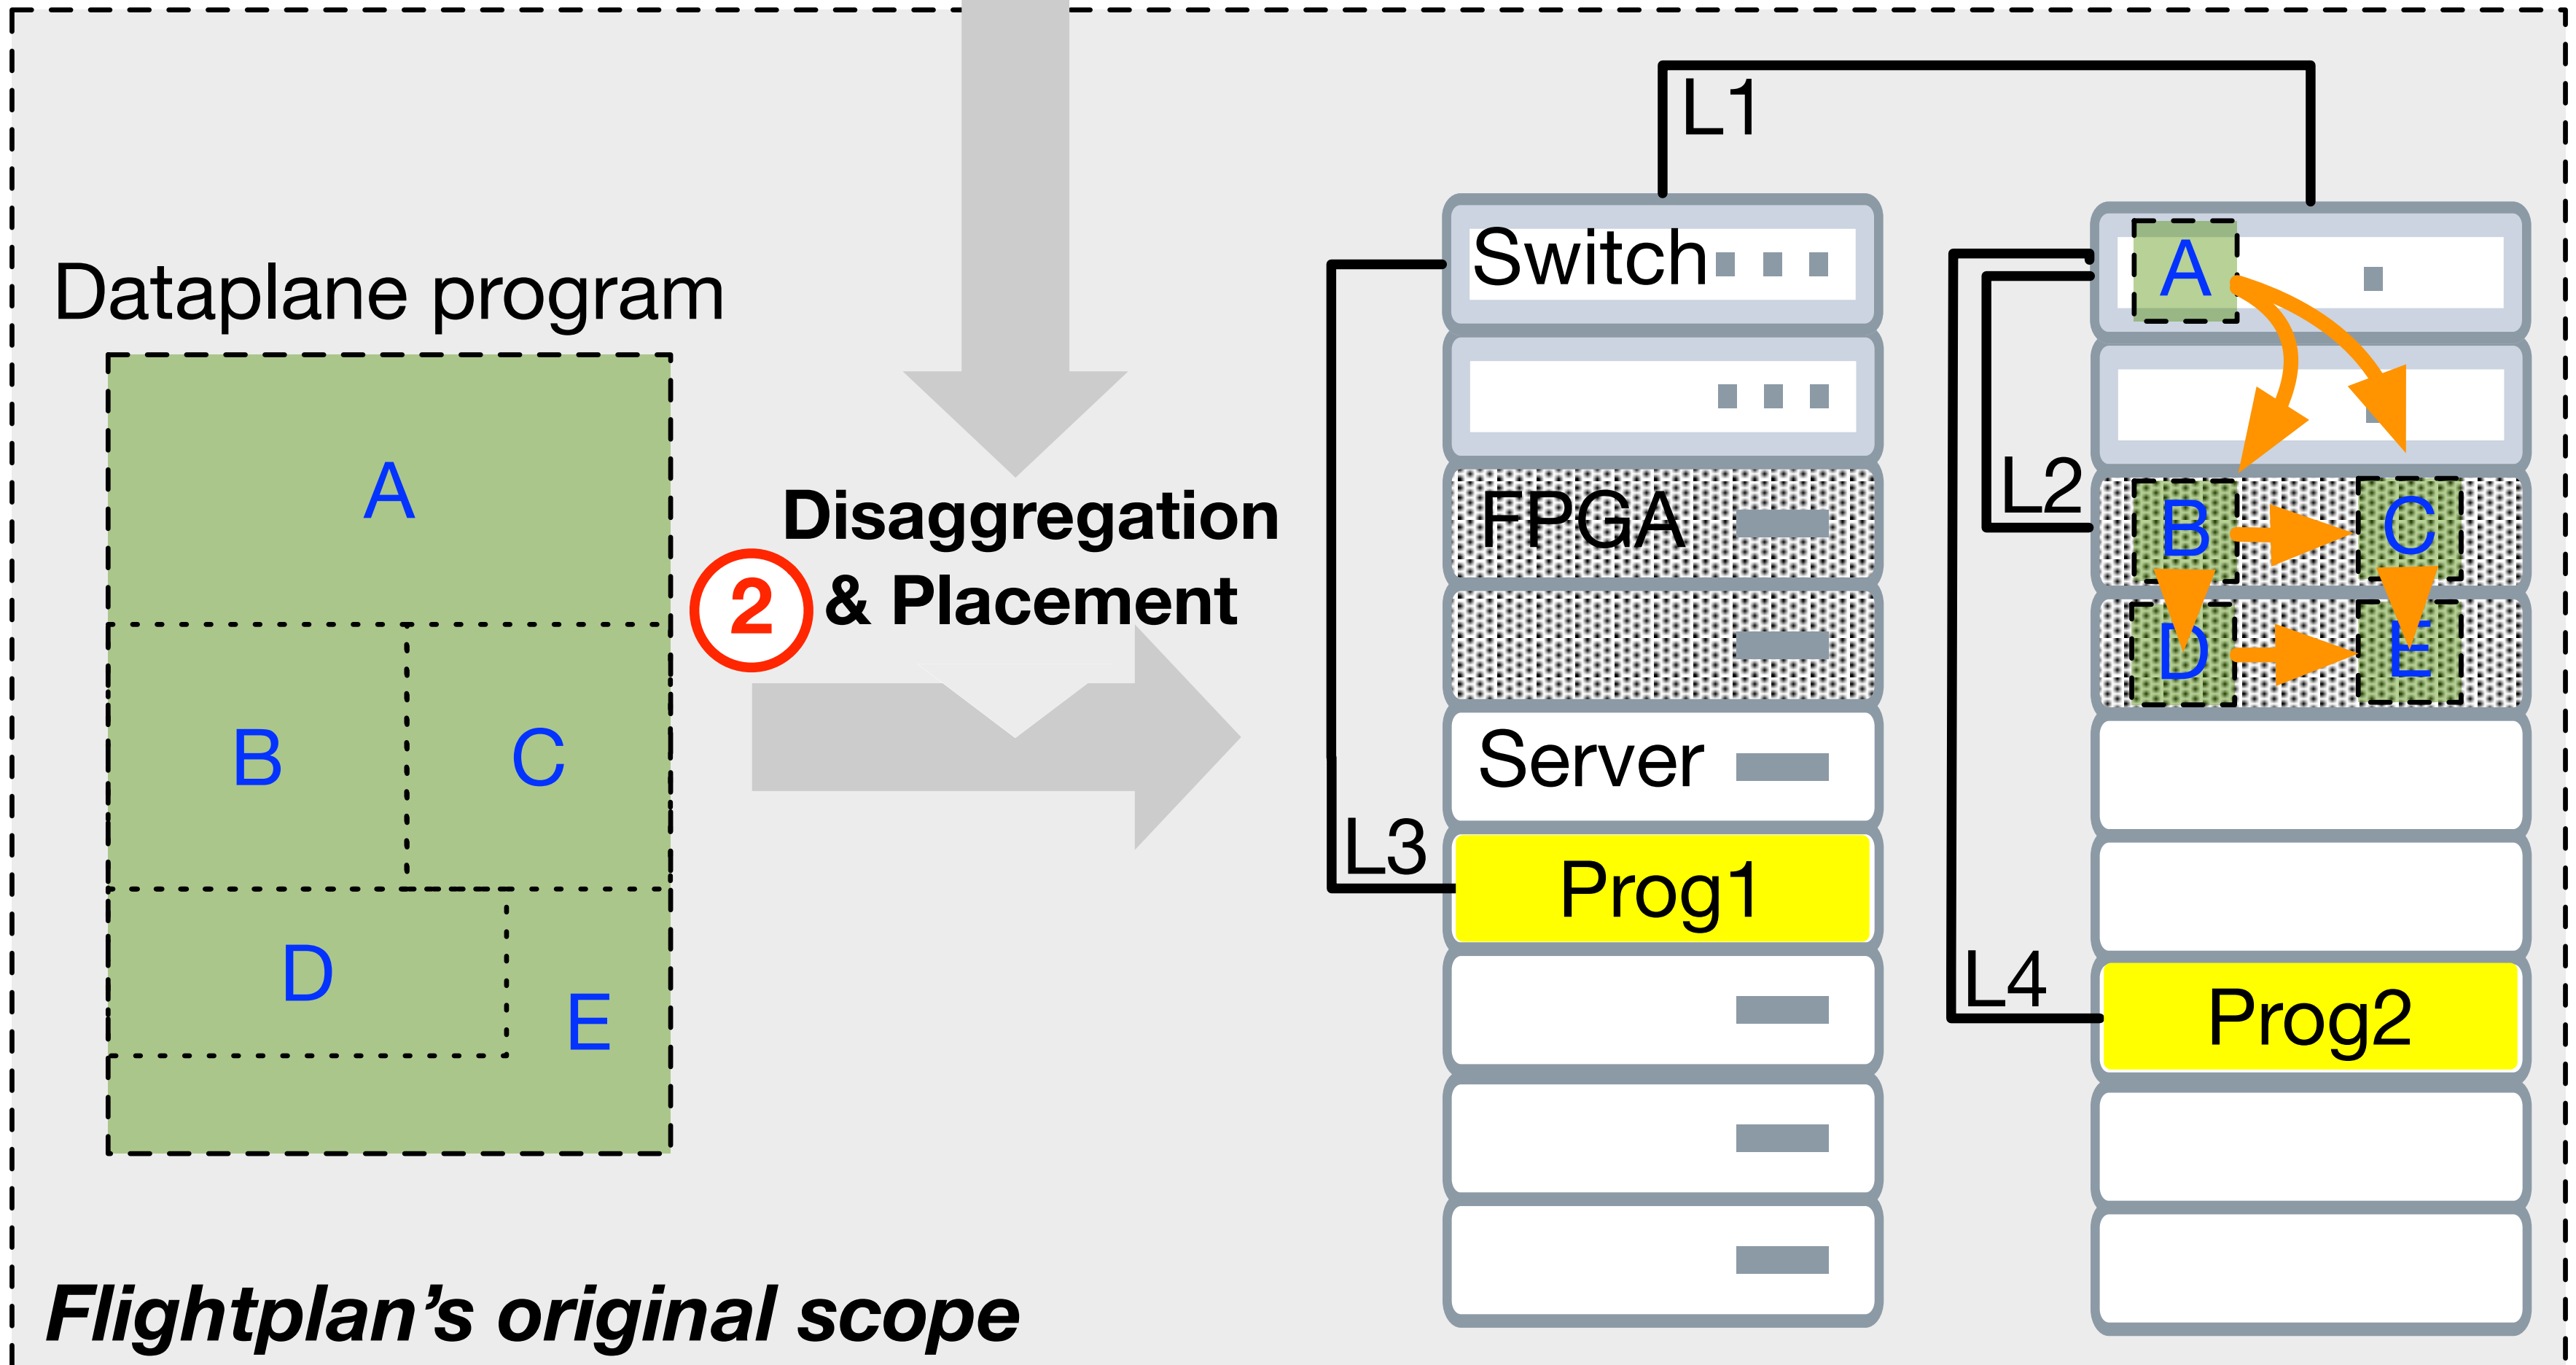 Dataplane program
A
B
C
D
E
Disaggregation
2
& Placement
L1
Switch
FPGA
Server
L3
Prog1
A
L2
B
C
D
E
L4
Prog2
Flightplan’s original scope